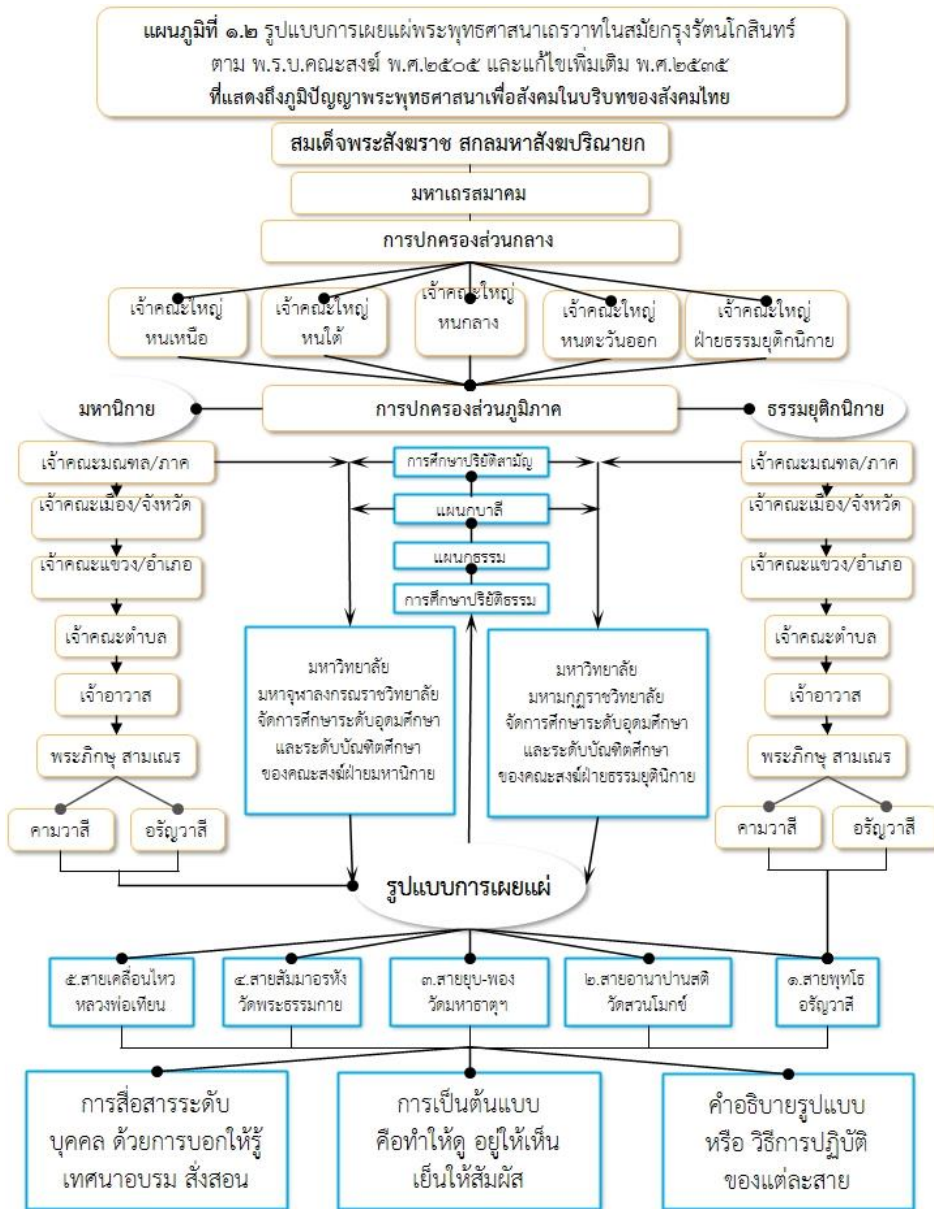 แผนภูมิที่ ๑.๒ รูปแบบการเผยแผ่พระพุทธศาสนาเถรวาทในสมัยกรุงรัตนโกสินทร์
ตาม พ.ร.บ.คณะสงฆ์ พ.ศ.๒๕๐๕ และแก้ไขเพิ่มเติม พ.ศ.๒๕๓๕
ที่แสดงถึงภูมิปัญญาพระพุทธศาสนาเพื่อสังคมในบริบทของสังคมไทย
สมเด็จพระสังฆราช สกลมหาสังฆปริณายก
มหาเถรสมาคม
การปกครองส่วนกลาง
เจ้าคณะใหญ่
หนเหนือ
เจ้าคณะใหญ่
หนใต้
เจ้าคณะใหญ่
หนกลาง
เจ้าคณะใหญ่
หนตะวันออก
เจ้าคณะใหญ่
ฝ่ายธรรมยุติกนิกาย
มหานิกาย
การปกครองส่วนภูมิภาค
ธรรมยุติกนิกาย
เจ้าคณะมณฑล/ภาค
เจ้าคณะเมือง/จังหวัด
เจ้าคณะแขวง/อำเภอ
เจ้าคณะตำบล
เจ้าอาวาส
พระภิกษุ สามเณร
คามวาสี
อรัญวาสี
การศึกษาปริยัติสามัญ
แผนกบาลี
แผนกธรรม
การศึกษาปริยัติธรรม
มหาวิทยาลัย
มหาจุฬาลงกรณราชวิทยาลัย
จัดการศึกษาระดับอุดมศึกษา
และระดับบัณฑิตศึกษา
ของคณะสงฆ์ฝ่ายมหานิกาย
มหาวิทยาลัย
มหามกุฏราชวิทยาลัย
จัดการศึกษาระดับอุดมศึกษา
และระดับบัณฑิตศึกษา
ของคณะสงฆ์ฝ่ายธรรมยุตินิกาย
เจ้าคณะมณฑล/ภาค
เจ้าคณะเมือง/จังหวัด
เจ้าคณะแขวง/อำเภอ
เจ้าคณะตำบล
เจ้าอาวาส
พระภิกษุ สามเณร
คามวาสี
อรัญวาสี
รูปแบบการเผยแผ่
๕.สายเคลื่อนไหว
หลวงพ่อเทียน
๔.สายสัมมาอรหัง
วัดพระธรรมกาย
๓.สายยุบ-พอง
วัดมหาธาตุฯ
๒.สายอานาปานสติ
วัดสวนโมกข์
๑.สายพุทโธ
อรัญวาสี
การสื่อสารระดับ
บุคคล ด้วยการบอกให้รู้
เทศนาอบรม สั่งสอน
การเป็นต้นแบบ
คือทำให้ดู อยู่ให้เห็น
เย็นให้สัมผัส
คำอธิบายรูปแบบ
หรือ วิธีการปฏิบัติ
ของแต่ละสาย